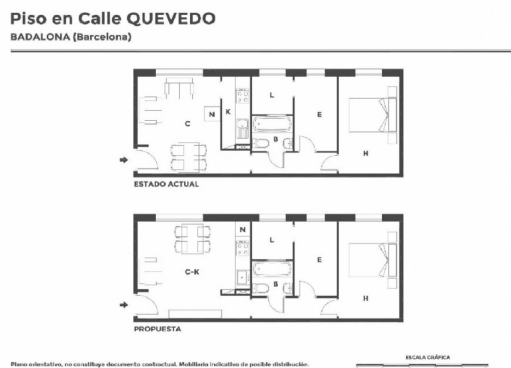 Piso en Calle QUEVEDO
BADALONA (Barcelona)
C
N
K
L
B
E
H
ESTADO ACTUAL
C-K
N
L
B
E
H
PROPUESTA
ESCALA GRÁFICA
Plano orientativo, no constituye documento contractual. Mobiliario indicativo de posible distribución.